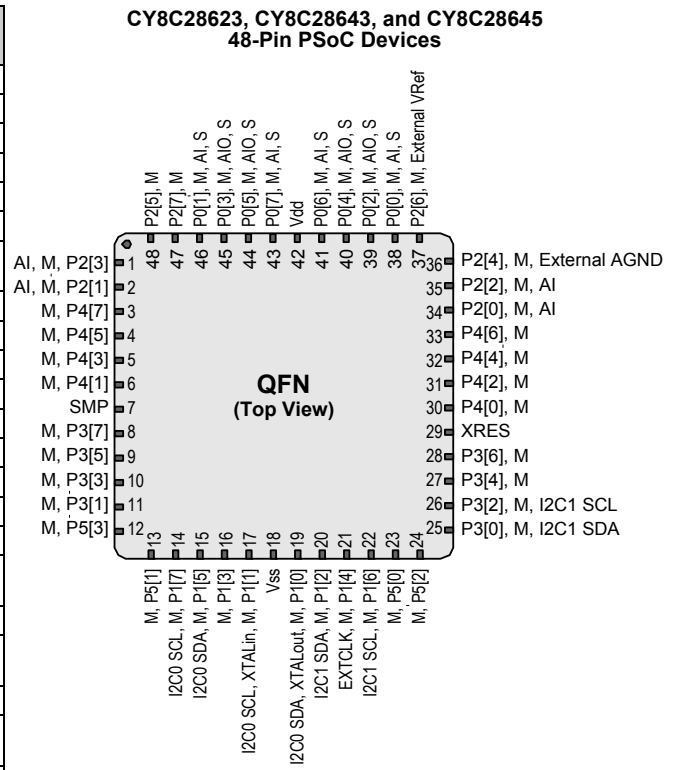 CY8C28623, CY8C28643, and CY8C28645
48-Pin PSoC Devices
P2[5], M
P2[7], M
P0[1], M, AI, S
P0[3], M, AIO, S
P0[5], M, AIO, S
P0[7], M, AI, S
Vdd
P0[6], M, AI, S
P0[4], M, AIO, S
P0[2], M, AIO, S
P0[0], M, AI, S
P2[6], M, External VRef
48
47
46
45
44
43
42
41
40
39
38
37
AI, M, P2[3] 1
AI, M, P2[1] 2
M, P4[7] 3
M, P4[5] 4
M, P4[3] 5
M, P4[1] 6
SMP 7
M, P3[7] 8
M, P3[5] 9
M, P3[3] 10
M, P3[1] 11
M, P5[3] 12
QFN
(Top View)
36 P2[4], M, External AGND
35 P2[2], M, AI
34 P2[0], M, AI
33 P4[6], M
32 P4[4], M
31 P4[2], M
30 P4[0], M
29 XRES
28 P3[6], M
27 P3[4], M
26 P3[2], M, I2C1 SCL
25 P3[0], M, I2C1 SDA
13
14
15
16
17
18
19
20
21
22
23
24
M, P5[1]
I2C0 SCL, M, P1[7]
I2C0 SDA, M, P1[5]
M, P1[3]
I2C0 SCL, XTALin, M, P1[1]
Vss
I2C0 SDA, XTALout, M, P1[0]
I2C1 SDA, M, P1[2]
EXTCLK, M, P1[4]
I2C1 SCL, M, P1[6]
M, P5[0]
M, P5[2]